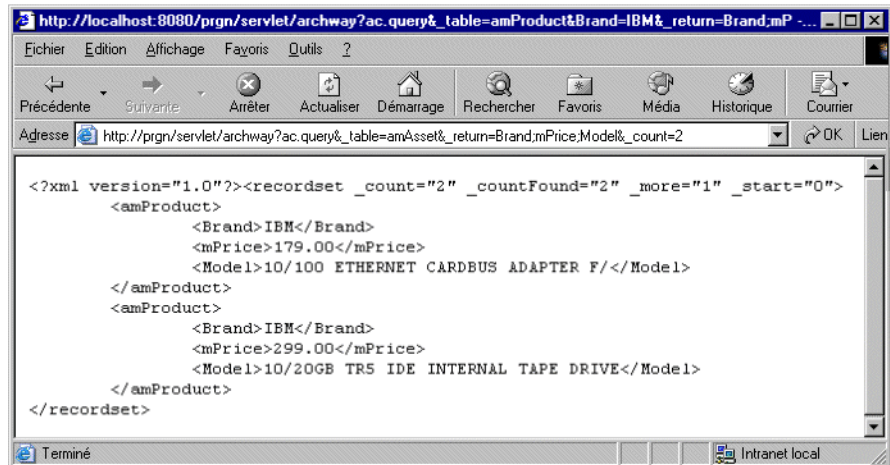 http://localhost:8080/prgn/servlet/archway?ac.query&_table=amProduct&Brand=IBM&_return=Brand;mP -...
Fichier Edition Affichage Favoris Outils ?
Précédente Suivante Arrêter Actualiser Démarrage Rechercher Favoris Média Historique Courrier
Adresse http://prgn/servlet/archway?ac.query&_table=amAsset&_return=Brand;mPrice;Model&_count=2 OK Lien
<?xml version="1.0"?><recordset _count="2" _countFound="2" _more="1" _start="0">
<amProduct>
<Brand>IBM</Brand>
<mPrice>179.00</mPrice>
<Model>10/100 ETHERNET CARDBUS ADAPTER F/</Model>
</amProduct>
<amProduct>
<Brand>IBM</Brand>
<mPrice>299.00</mPrice>
<Model>10/20GB TR5 IDE INTERNAL TAPE DRIVE</Model>
</amProduct>
</recordset>
Terminé Intranet local